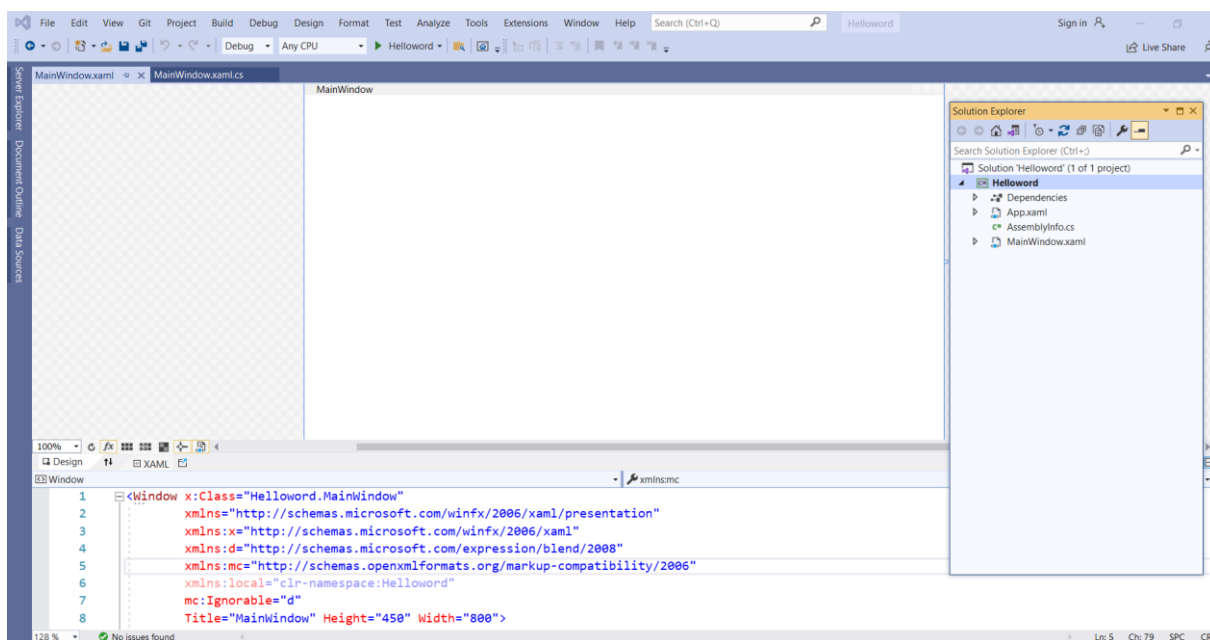 File Edit View Git Project Build Debug Design Format Test Analyze Tools Extensions Window Help Search (Ctrl+Q) Helloword Sign in
Debug Any CPU Helloword Live Share
Server Explorer
Document Outline
Data Sources
MainWindow.xaml MainWindow.xaml.cs
MainWindow
Solution Explorer
Search Solution Explorer (Ctrl+;)
Solution 'Helloword' (1 of 1 project)
C# Helloword
Dependencies
App.xaml
C# AssemblyInfo.cs
MainWindow.xaml
100% fx
Design XAML
Window xmlns:mc
1 <Window x:Class="Helloword.MainWindow"
2 xmlns="http://schemas.microsoft.com/winfx/2006/xaml/presentation"
3 xmlns:x="http://schemas.microsoft.com/winfx/2006/xaml"
4 xmlns:d="http://schemas.microsoft.com/expression/blend/2008"
5 xmlns:mc="http://schemas.openxmlformats.org/markup-compatibility/2006"
6 xmlns:local="clr-namespace:Helloword"
7 mc:Ignorable="d"
8 Title="MainWindow" Height="450" Width="800">
128 % No issues found Ln: 5 Ch: 79 SPC